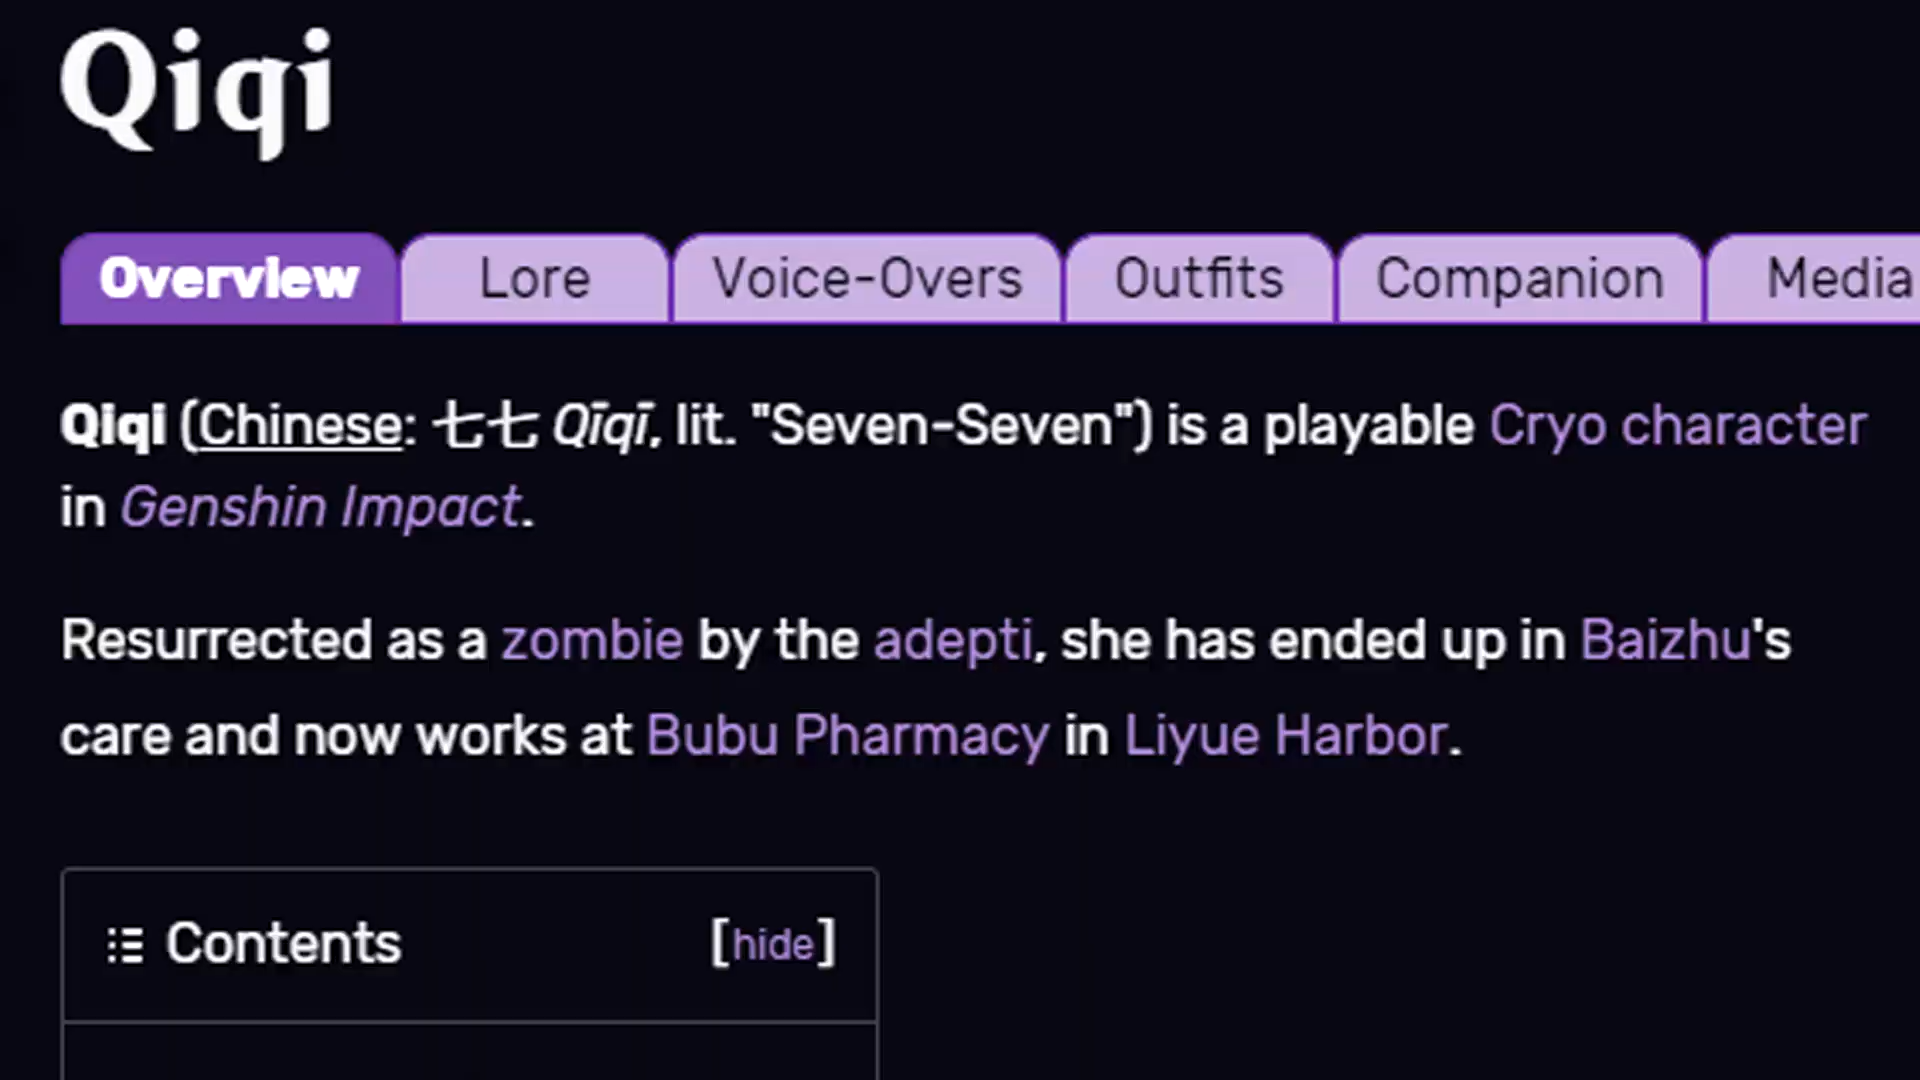 Qiqi
Overview Lore Voice-Overs Outfits Companion Media
Qiqi (Chinese: 七七 Qīqī, lit. "Seven-Seven") is a playable Cryo character
in Genshin Impact.
Resurrected as a zombie by the adepti, she has ended up in Baizhu's
care and now works at Bubu Pharmacy in Liyue Harbor.
Contents [hide]